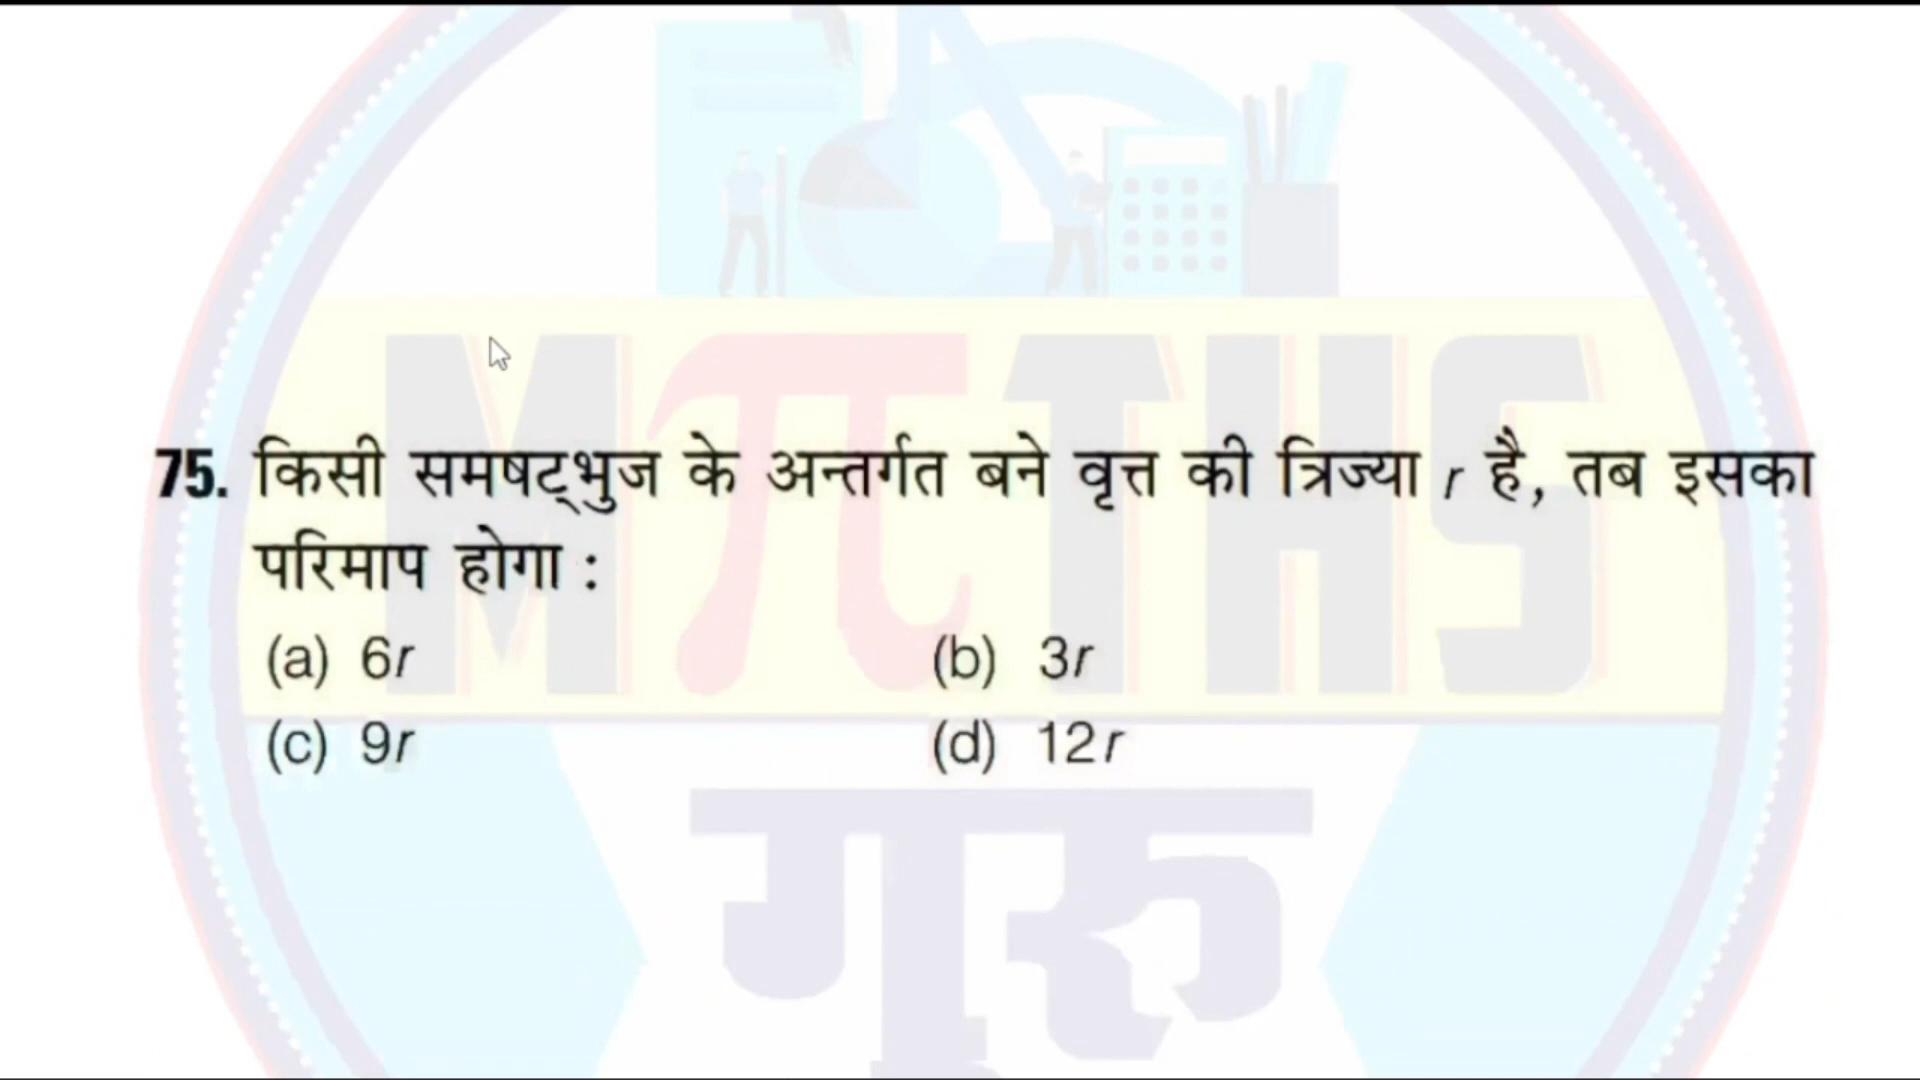 MπTHS
75. किसी समषट्भुज के अन्तर्गत बने वृत्त की त्रिज्या r है, तब इसका
परिमाप होगा :
(a) 6r (b) 3r
(c) 9r (d) 12r
गुरु